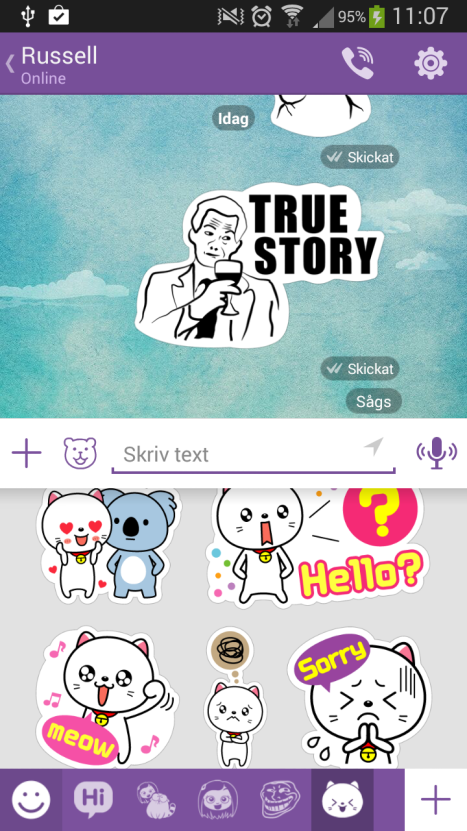 95% 11:07
Russell
Online
Idag
Skickat
TRUE
STORY
Skickat
Sågs
Skriv text
?
Hello?
meow
Sorry
Hi